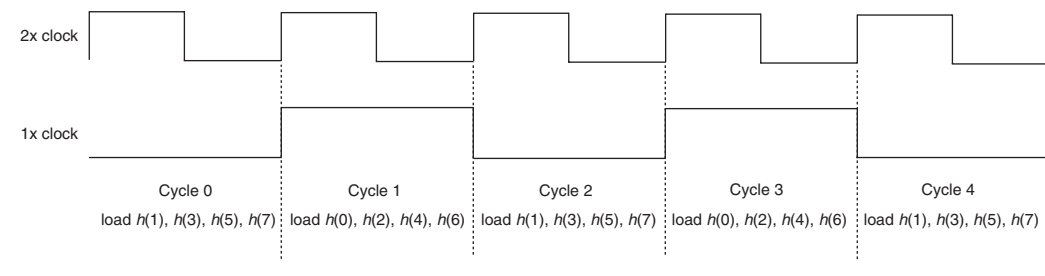 2x clock
1x clock
Cycle 0 Cycle 1 Cycle 2 Cycle 3 Cycle 4
load h(1), h(3), h(5), h(7) load h(0), h(2), h(4), h(6) load h(1), h(3), h(5), h(7) load h(0), h(2), h(4), h(6) load h(1), h(3), h(5), h(7)